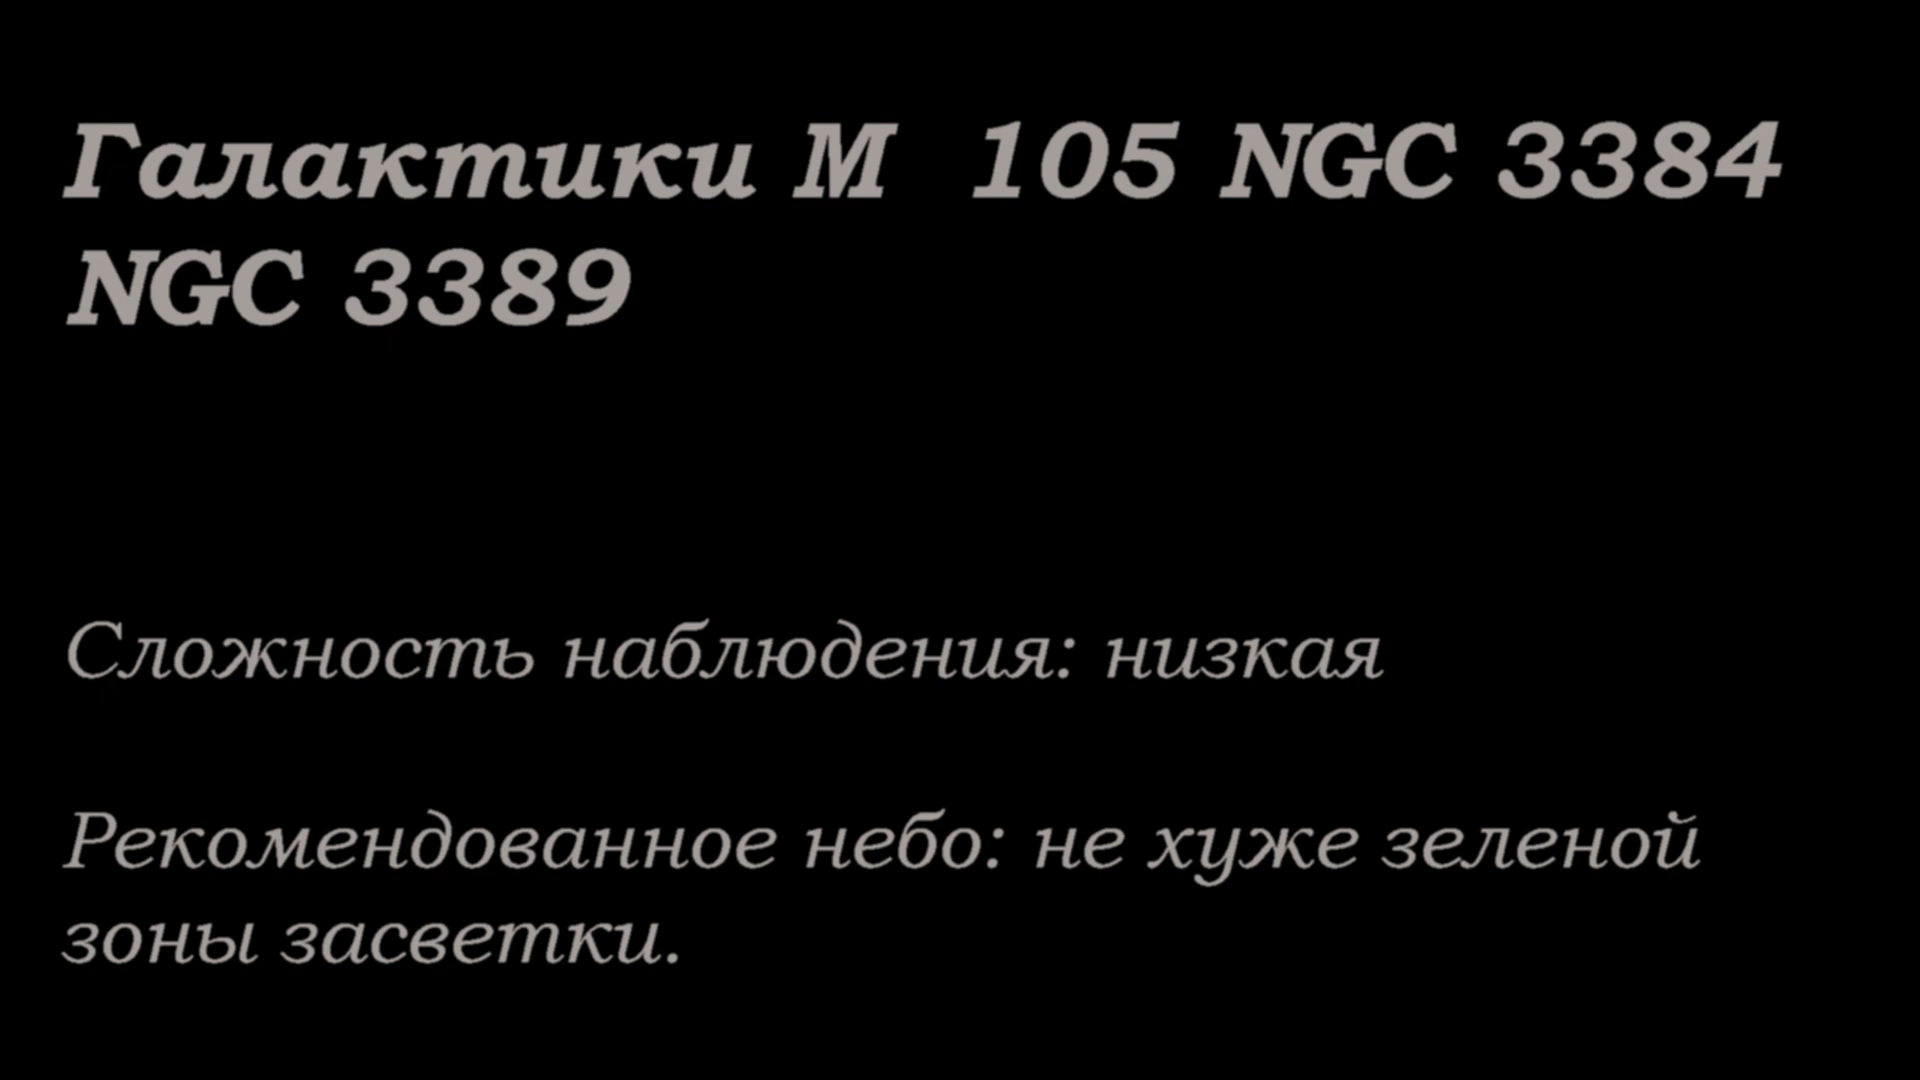 Галактики М  105 NGC 3384
NGC 3389
Сложность наблюдения: низкая
Рекомендованное небо: не хуже зеленой
зоны засветки.